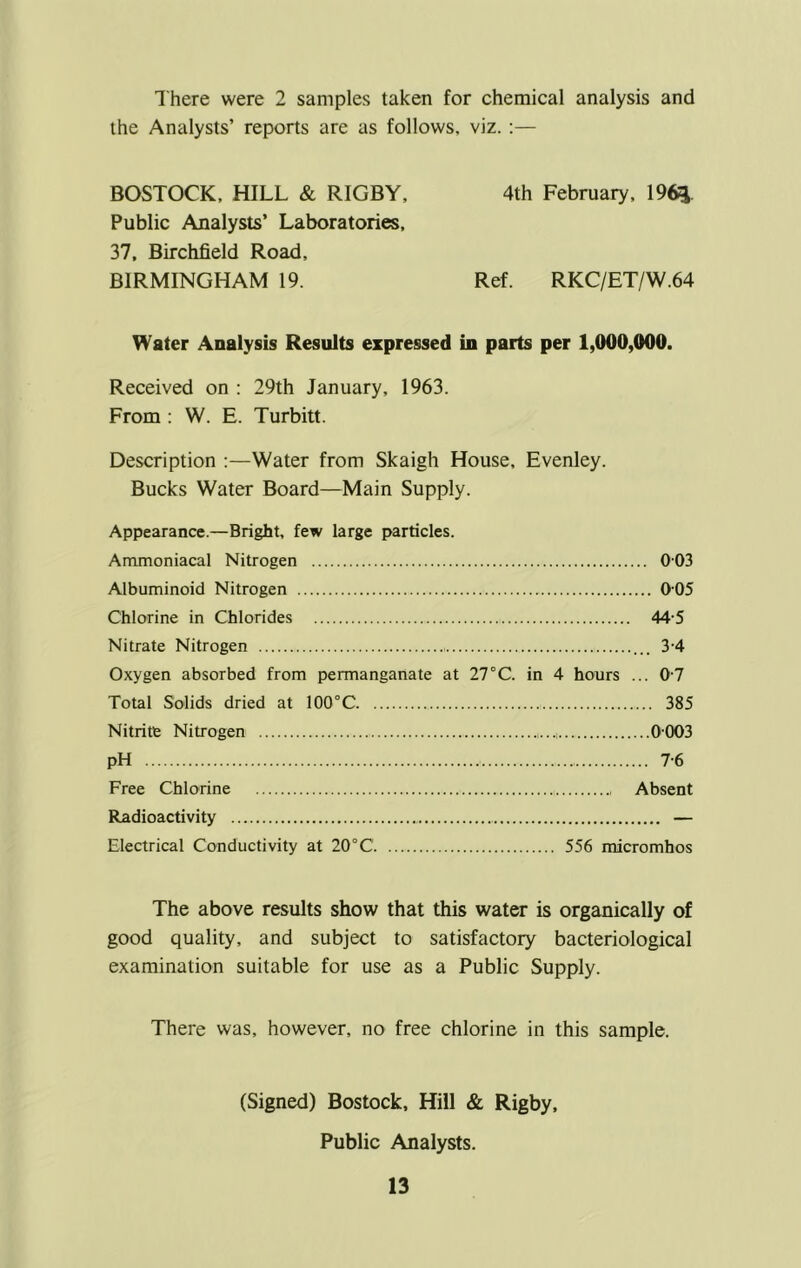 There were 2 samples taken for chemical analysis and
the Analysts' reports are as follows, viz. :—
BOSTOCK, HILL & RIGBY, 4th February, 1963.
Public Analysts' Laboratories,
37, Birchfield Road,
BIRMINGHAM 19. Ref. RKC/ET/W.64
Water Analysis Results expressed in parts per 1,000,000.
Received on : 29th January, 1963.
From : W. E. Turbitt.
Description :—Water from Skaigh House, Evenley.
Bucks Water Board—Main Supply.
Appearance.—Bright, few large particles.
Ammoniacal Nitrogen ... 0·03
Albuminoid Nitrogen ... 0·05
Chlorine in Chlorides ... 44·5
Nitrate Nitrogen ... 3·4
Oxygen absorbed from permanganate at 27°C. in 4 hours ... 0·7
Total Solids dried at 100°C. ... 385
Nitrite Nitrogen ... 0·003
pH ... 7·6
Free Chlorine ... Absent
Radioactivity ... —
Electrical Conductivity at 20°C. ... 556 micromhos
The above results show that this water is organically of
good quality, and subject to satisfactory bacteriological
examination suitable for use as a Public Supply.
There was, however, no free chlorine in this sample.
(Signed) Bostock, Hill & Rigby,
Public Analysts.
13